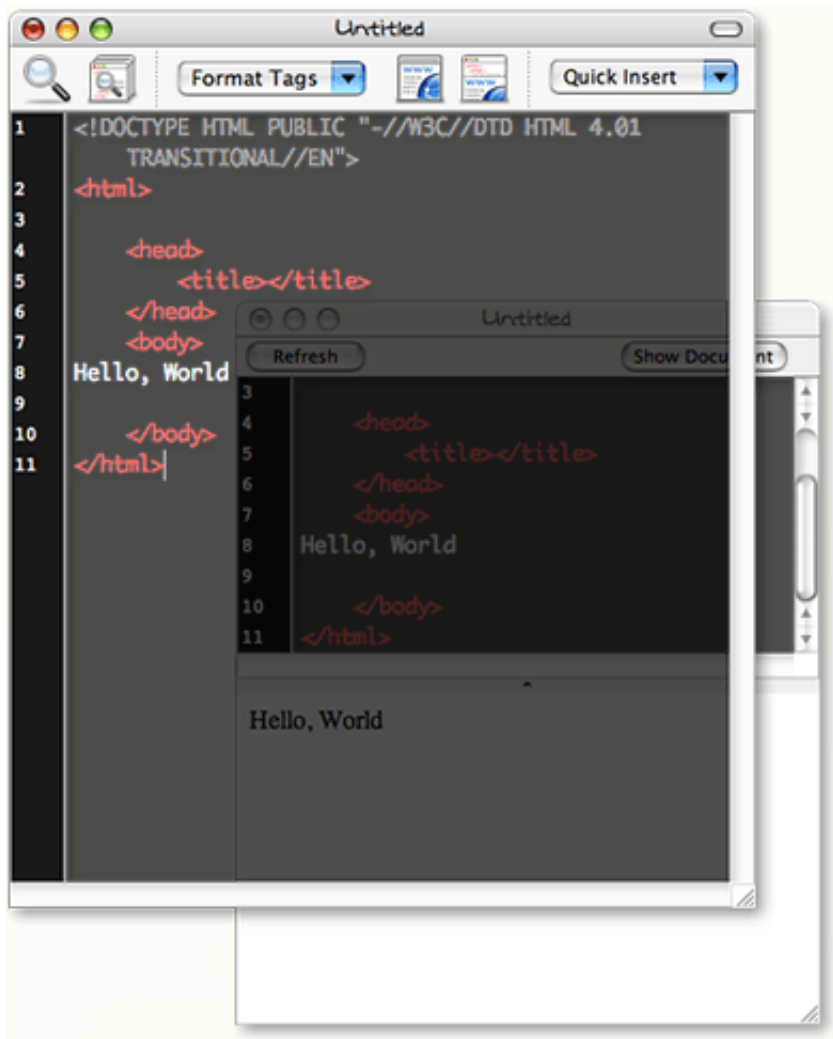 Untitled
Format Tags
Quick Insert
1 <!DOCTYPE HTML PUBLIC "-//W3C//DTD HTML 4.01
TRANSITIONAL//EN">
2 <html>
3
4 <head>
5 <title></title>
6 </head>
7 <body>
8 Hello, World
9
10 </body>
11 </html>
Untitled
Refresh
Show Document
3
4 <head>
5 <title></title>
6 </head>
7 <body>
8 Hello, World
9
10 </body>
11 </html>
Hello, World